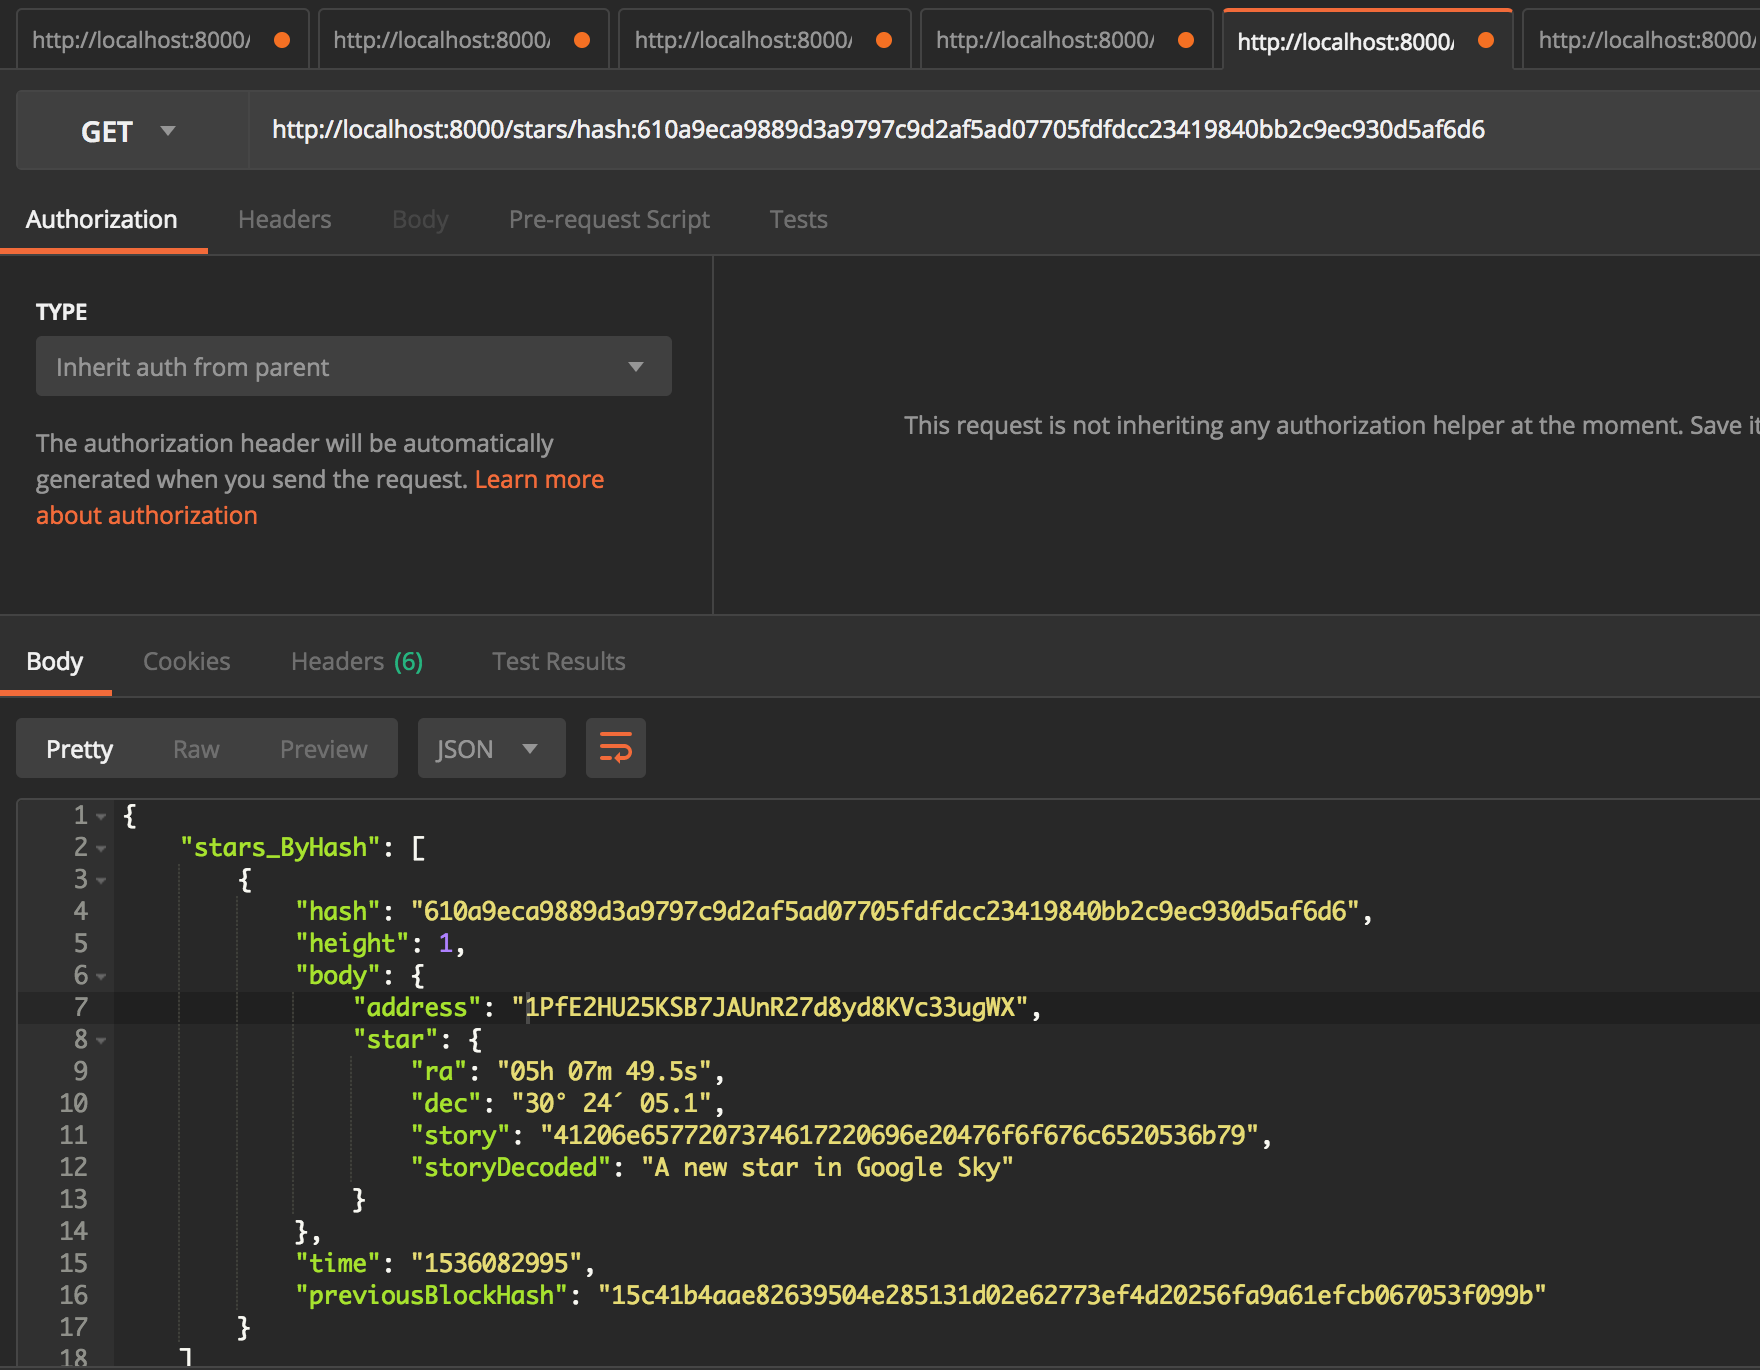 http://localhost:8000/ http://localhost:8000/ http://localhost:8000/ http://localhost:8000/ http://localhost:8000/ http://localhost:8000/
GET http://localhost:8000/stars/hash:610a9eca9889d3a9797c9d2af5ad07705fdfdcc23419840bb2c9ec930d5af6d6
Authorization Headers Body Pre-request Script Tests
TYPE
Inherit auth from parent
The authorization header will be automatically
generated when you send the request. Learn more
about authorization
This request is not inheriting any authorization helper at the moment. Save it
Body Cookies Headers (6) Test Results
Pretty Raw Preview JSON
1 {
2 "stars_ByHash": [
3 {
4 "hash": "610a9eca9889d3a9797c9d2af5ad07705fdfdcc23419840bb2c9ec930d5af6d6",
5 "height": 1,
6 "body": {
7 "address": "1PfE2HU25KSB7JAUnR27d8yd8KVc33ugWX",
8 "star": {
9 "ra": "05h 07m 49.5s",
10 "dec": "30° 24´ 05.1",
11 "story": "41206e6577207374617220696e20476f6f676c6520536b79",
12 "storyDecoded": "A new star in Google Sky"
13 }
14 },
15 "time": "1536082995",
16 "previousBlockHash": "15c41b4aae82639504e285131d02e62773ef4d20256fa9a61efcb067053f099b"
17 }
18 ]